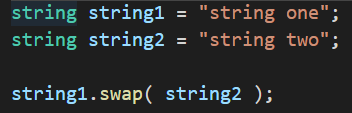 string string1 = "string one";
string string2 = "string two";
string1.swap( string2 );